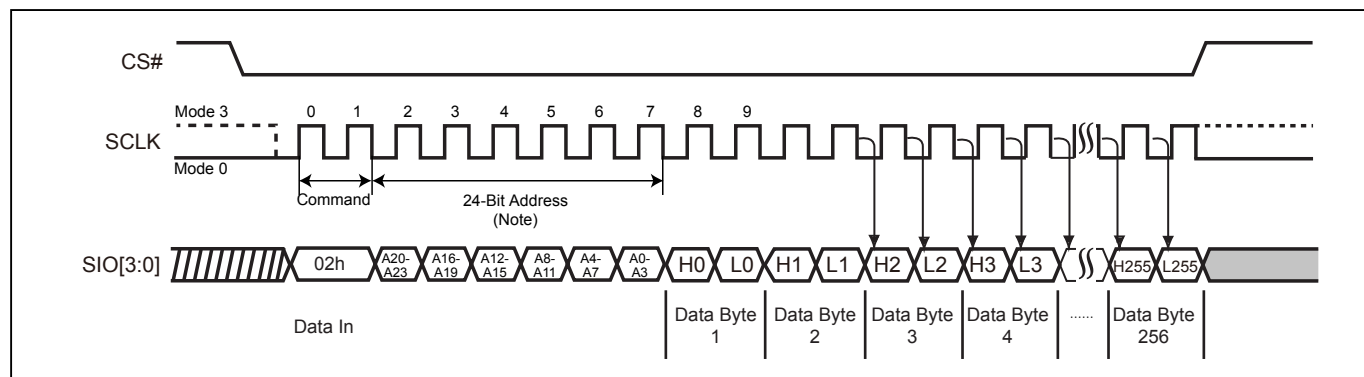 CS#
Mode 3
0 1 2 3 4 5 6 7 8 9
SCLK
Mode 0
Command
24-Bit Address
(Note)
SIO[3:0]
02h
A20-
A23
A16-
A19
A12-
A15
A8-
A11
A4-
A7
A0-
A3
H0 L0 H1 L1 H2 L2 H3 L3 H255 L255
Data In
Data Byte
1
Data Byte
2
Data Byte
3
Data Byte
4
......
Data Byte
256